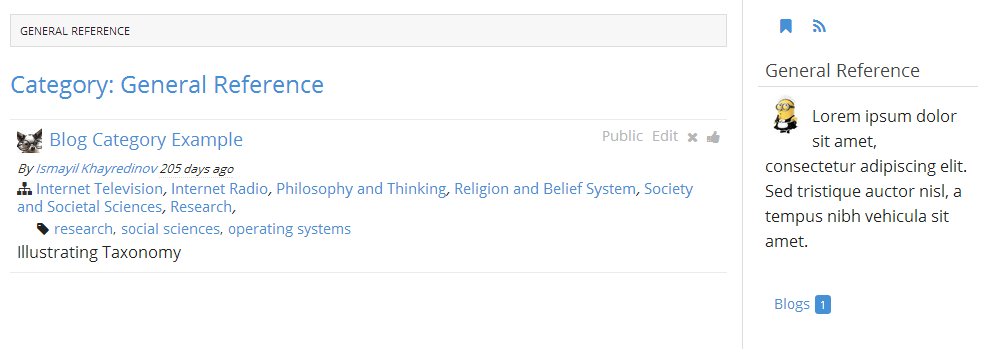 GENERAL REFERENCE
Category: General Reference
Blog Category Example
Public Edit
By Ismayil Khayredinov 205 days ago
Internet Television, Internet Radio, Philosophy and Thinking, Religion and Belief System, Society
and Societal Sciences, Research,
research, social sciences, operating systems
Illustrating Taxonomy
General Reference
Lorem ipsum dolor
sit amet,
consectetur adipiscing elit.
Sed tristique auctor nisl, a
tempus nibh vehicula sit
amet.
Blogs 1